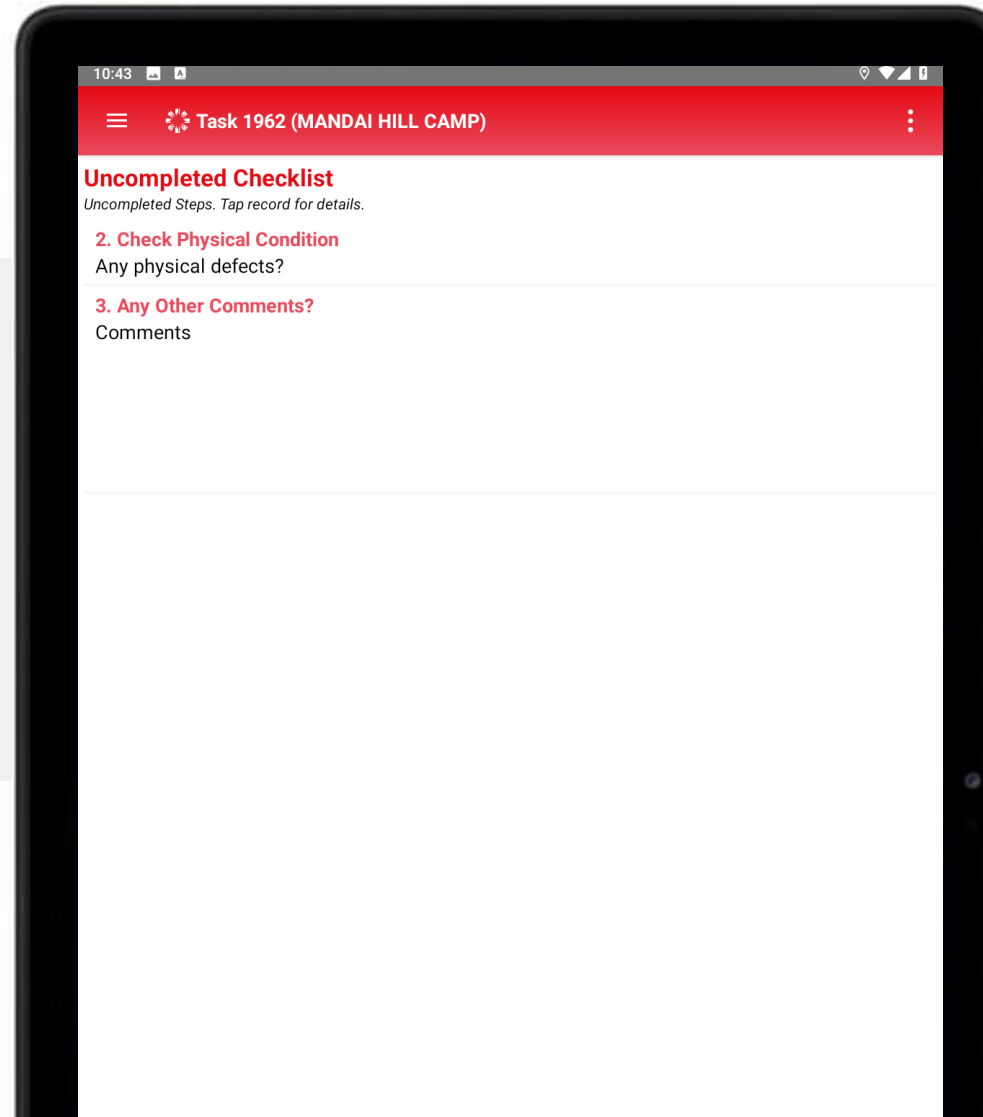 10:43
Task 1962 (MANDAI HILL CAMP)
Uncompleted Checklist
Uncompleted Steps. Tap record for details.
2. Check Physical Condition
Any physical defects?
3. Any Other Comments?
Comments